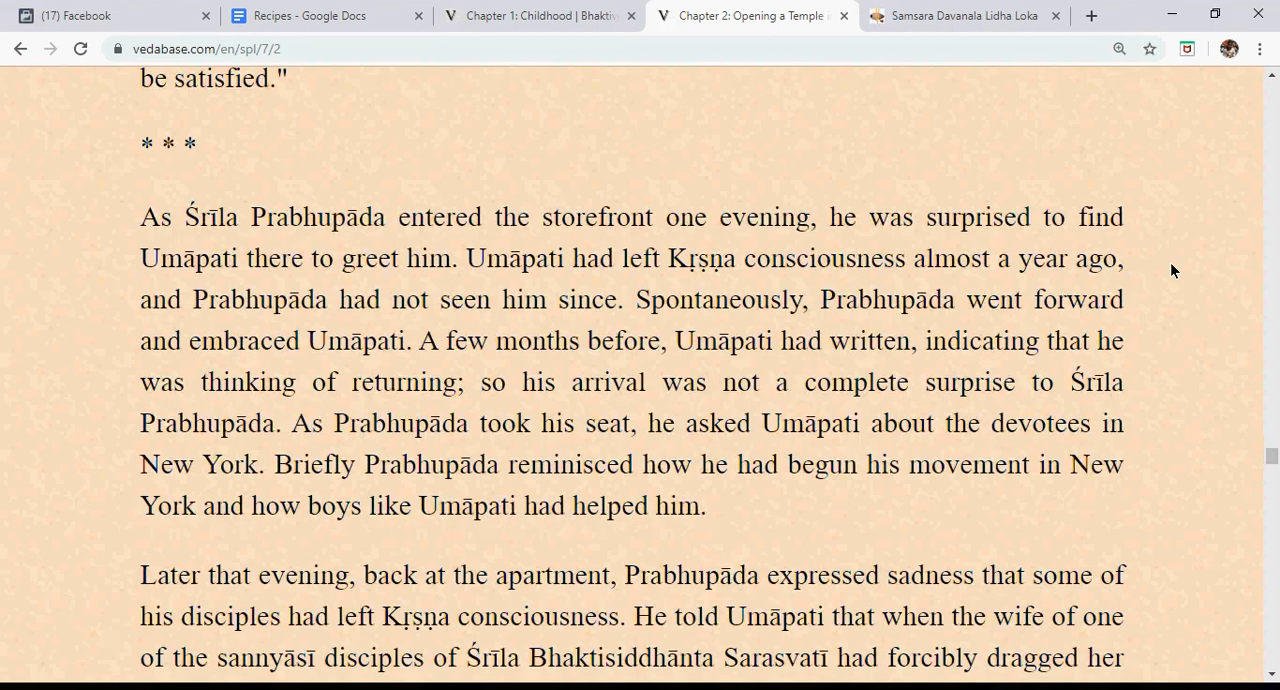 (17) Facebook
Recipes - Google Docs
Chapter 1: Childhood | Bhaktiv
Chapter 2: Opening a Temple i
Samsara Davanala Lidha Loka
vedabase.com/en/spl/7/2
be satisfied."
* * *
As Śrīla Prabhupāda entered the storefront one evening, he was surprised to find
Umāpati there to greet him. Umāpati had left Kṛṣṇa consciousness almost a year ago,
and Prabhupāda had not seen him since. Spontaneously, Prabhupāda went forward
and embraced Umāpati. A few months before, Umāpati had written, indicating that he
was thinking of returning; so his arrival was not a complete surprise to Śrīla
Prabhupāda. As Prabhupāda took his seat, he asked Umāpati about the devotees in
New York. Briefly Prabhupāda reminisced how he had begun his movement in New
York and how boys like Umāpati had helped him.
Later that evening, back at the apartment, Prabhupāda expressed sadness that some of
his disciples had left Kṛṣṇa consciousness. He told Umāpati that when the wife of one
of the sannyāsī disciples of Śrīla Bhaktisiddhānta Sarasvatī had forcibly dragged her